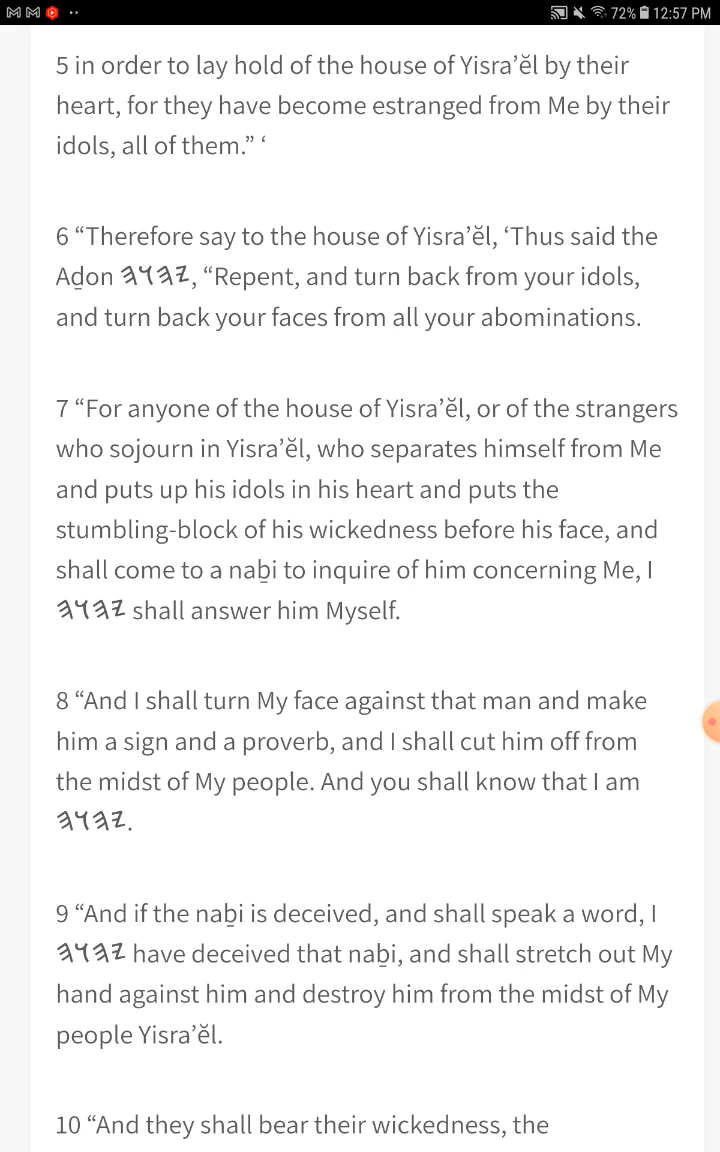 72% 12:57 PM
5 in order to lay hold of the house of Yisra’ĕl by their
heart, for they have become estranged from Me by their
idols, all of them.” ‘
6 “Therefore say to the house of Yisra’ĕl, ‘Thus said the
Aḏon 𐤄𐤅𐤄𐤉, “Repent, and turn back from your idols,
and turn back your faces from all your abominations.
7 “For anyone of the house of Yisra’ĕl, or of the strangers
who sojourn in Yisra’ĕl, who separates himself from Me
and puts up his idols in his heart and puts the
stumbling-block of his wickedness before his face, and
shall come to a naḇi to inquire of him concerning Me, I
𐤄𐤅𐤄𐤉 shall answer him Myself.
8 “And I shall turn My face against that man and make
him a sign and a proverb, and I shall cut him off from
the midst of My people. And you shall know that I am
𐤄𐤅𐤄𐤉.
9 “And if the naḇi is deceived, and shall speak a word, I
𐤄𐤅𐤄𐤉 have deceived that naḇi, and shall stretch out My
hand against him and destroy him from the midst of My
people Yisra’ĕl.
10 “And they shall bear their wickedness, the